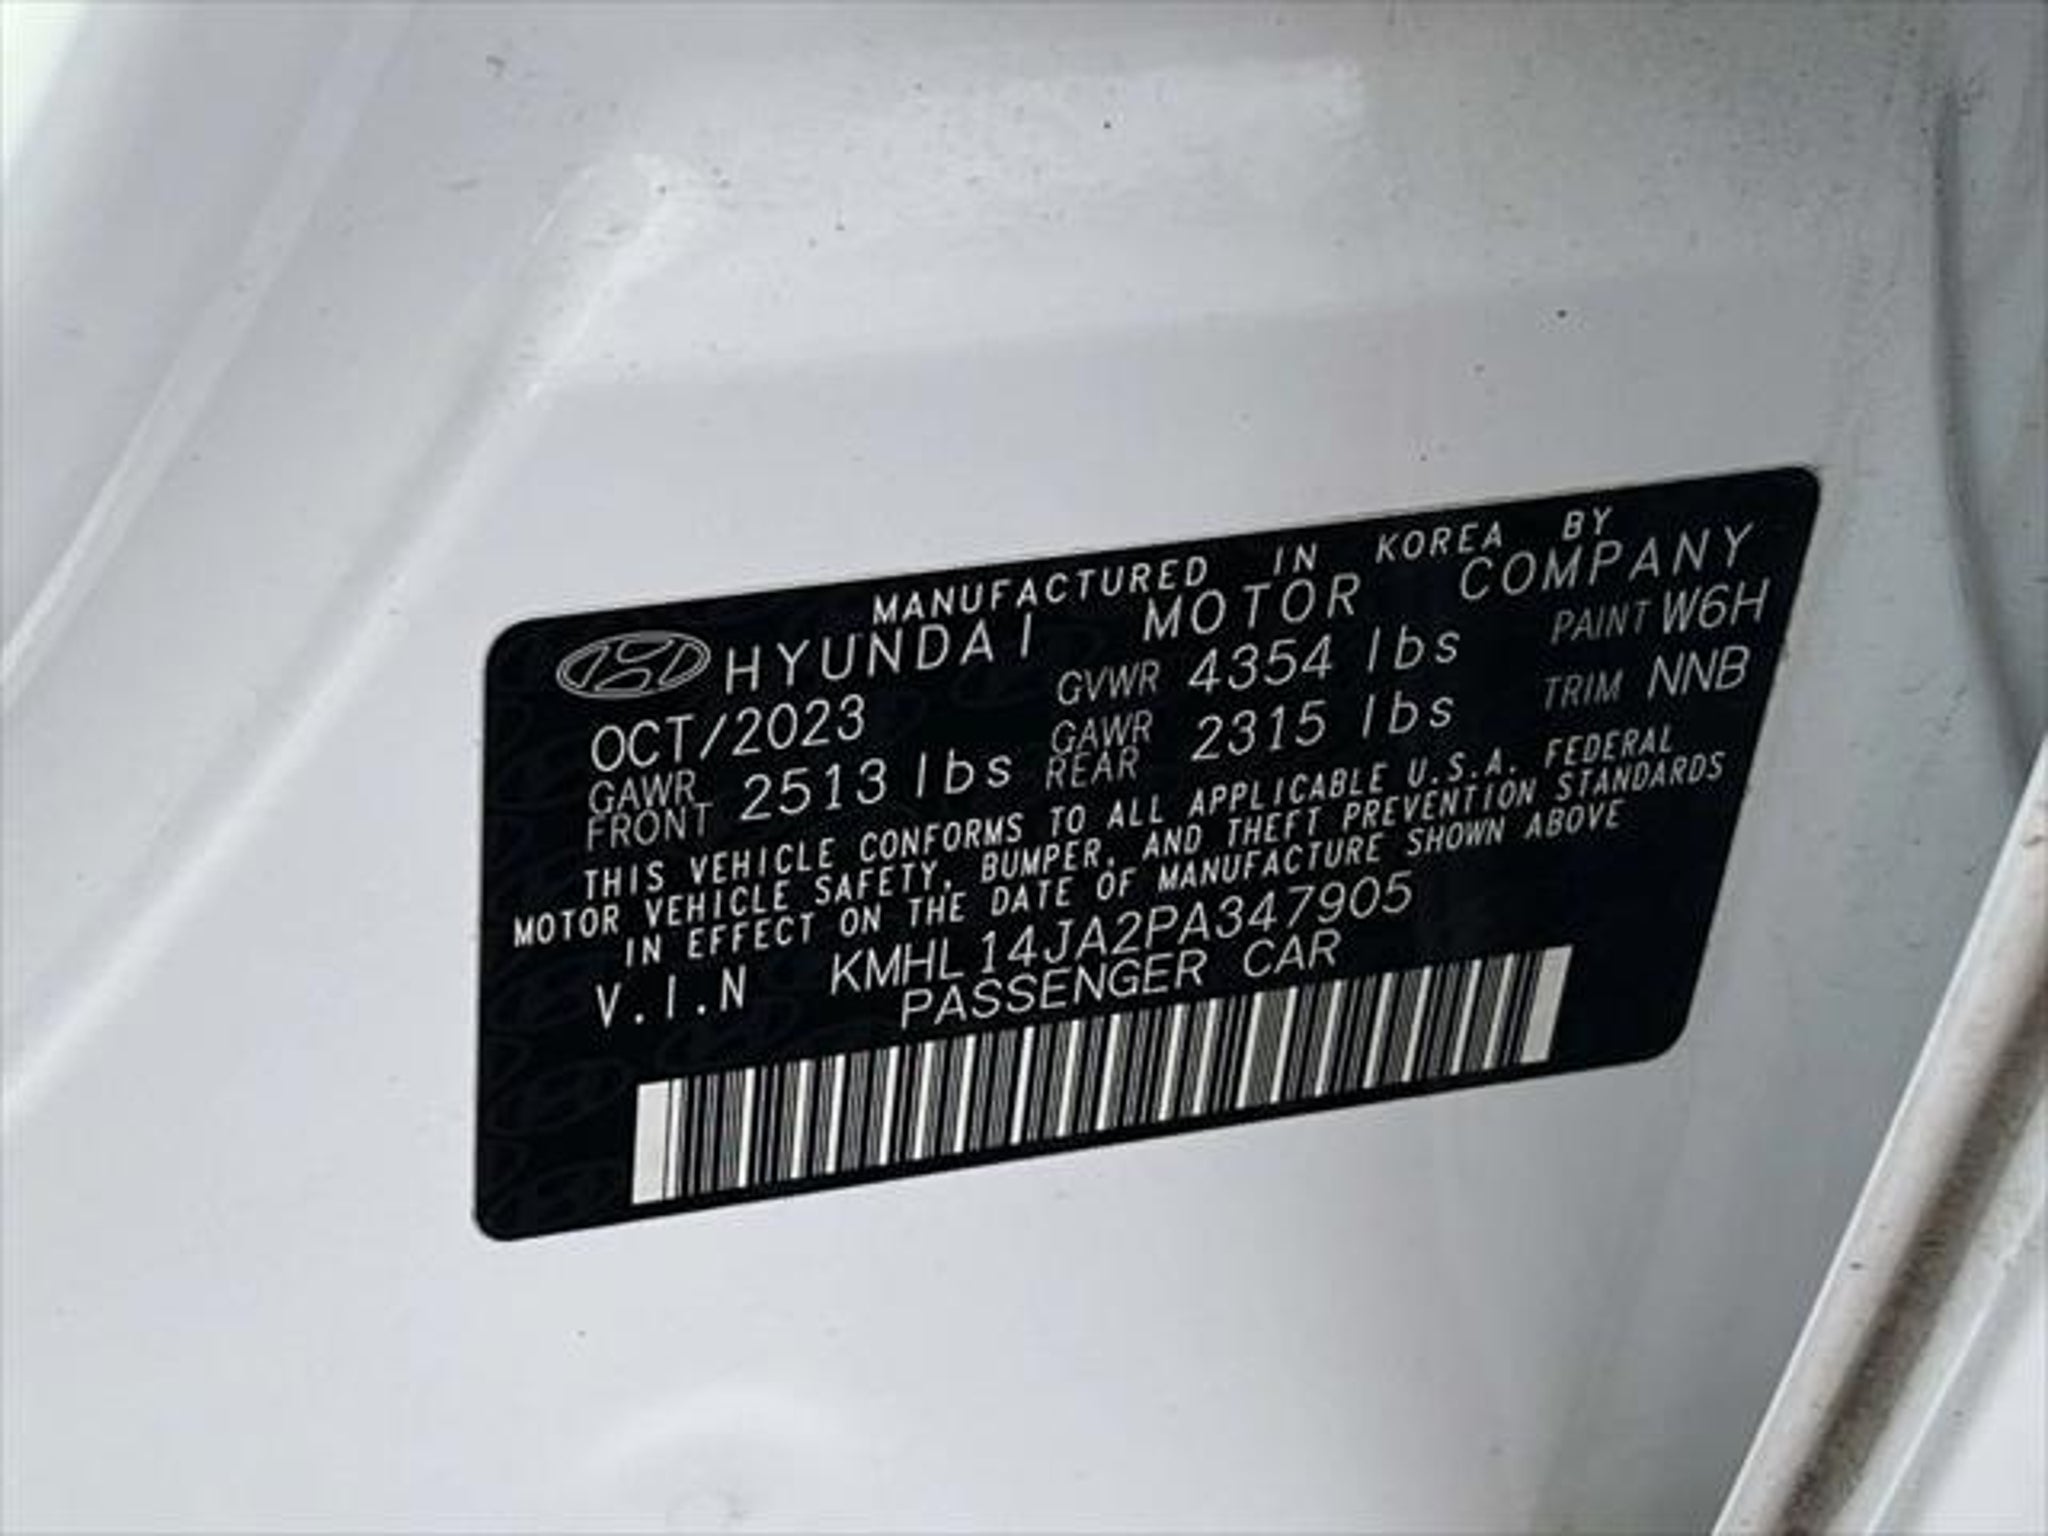 MANUFACTURED IN KOREA BY
HYUNDAI MOTOR COMPANY
OCT/2023 GVWR 4354 lbs PAINT W6H
GAWR FRONT 2513 lbs GAWR REAR 2315 lbs TRIM NNB
THIS VEHICLE CONFORMS TO ALL APPLICABLE U.S.A. FEDERAL
MOTOR VEHICLE SAFETY, BUMPER, AND THEFT PREVENTION STANDARDS
IN EFFECT ON THE DATE OF MANUFACTURE SHOWN ABOVE
V.I.N KMHL14JA2PA347905
PASSENGER CAR